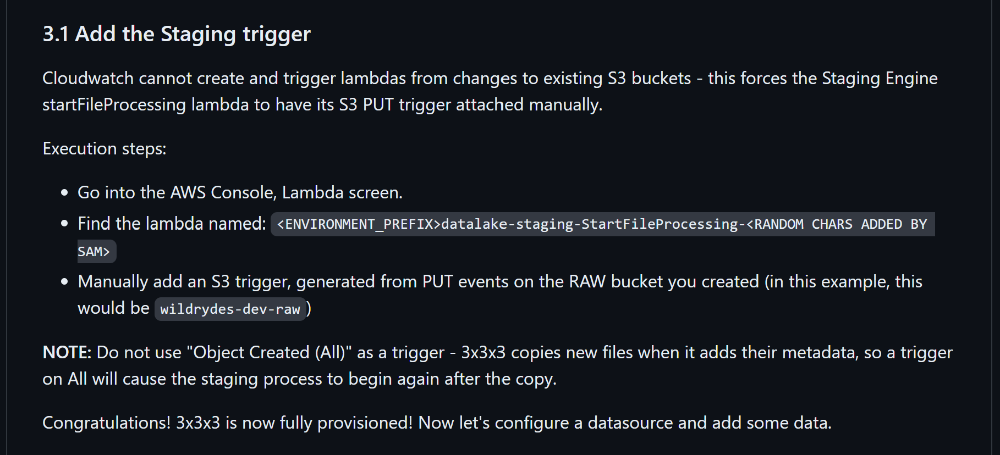 3.1 Add the Staging trigger
Cloudwatch cannot create and trigger lambdas from changes to existing S3 buckets - this forces the Staging Engine
startFileProcessing lambda to have its S3 PUT trigger attached manually.
Execution steps:
• Go into the AWS Console, Lambda screen.
• Find the lambda named: <ENVIRONMENT_PREFIX>datalake-staging-StartFileProcessing-<RANDOM CHARS ADDED BY
SAM>
• Manually add an S3 trigger, generated from PUT events on the RAW bucket you created (in this example, this
would be wildrydes-dev-raw)
NOTE: Do not use "Object Created (All)" as a trigger - 3x3x3 copies new files when it adds their metadata, so a trigger
on All will cause the staging process to begin again after the copy.
Congratulations! 3x3x3 is now fully provisioned! Now let's configure a datasource and add some data.